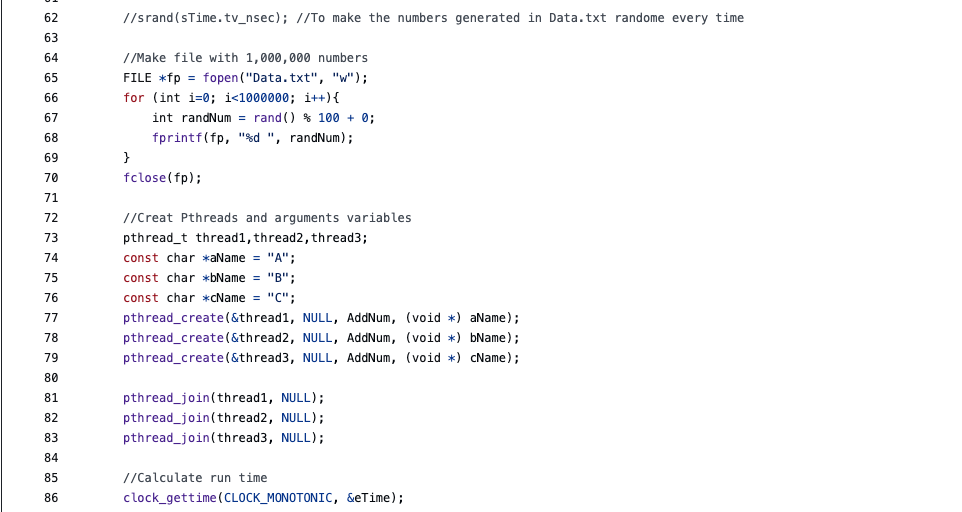 62 //srand(sTime.tv_nsec); //To make the numbers generated in Data.txt randome every time
63
64 //Make file with 1,000,000 numbers
65 FILE *fp = fopen("Data.txt", "w");
66 for (int i=0; i<1000000; i++){
67 int randNum = rand() % 100 + 0;
68 fprintf(fp, "%d ", randNum);
69 }
70 fclose(fp);
71
72 //Creat Pthreads and arguments variables
73 pthread_t thread1,thread2,thread3;
74 const char *aName = "A";
75 const char *bName = "B";
76 const char *cName = "C";
77 pthread_create(&thread1, NULL, AddNum, (void *) aName);
78 pthread_create(&thread2, NULL, AddNum, (void *) bName);
79 pthread_create(&thread3, NULL, AddNum, (void *) cName);
80
81 pthread_join(thread1, NULL);
82 pthread_join(thread2, NULL);
83 pthread_join(thread3, NULL);
84
85 //Calculate run time
86 clock_gettime(CLOCK_MONOTONIC, &eTime);